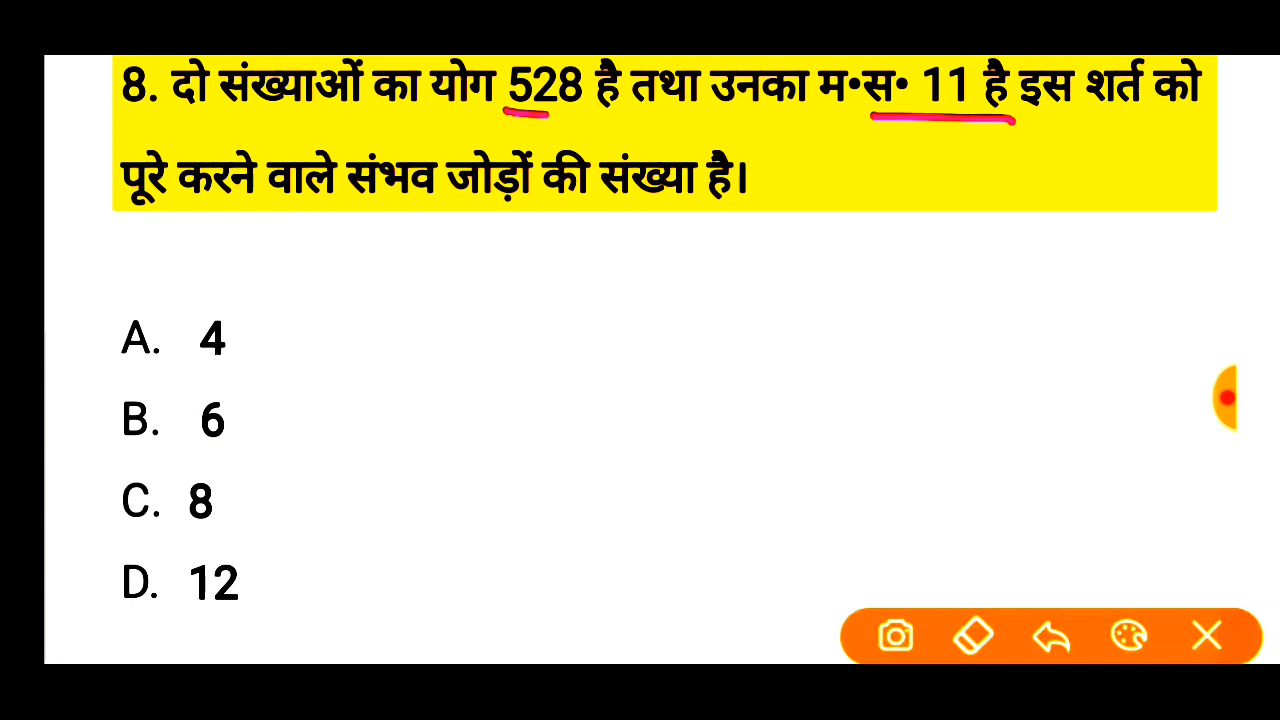 8. दो संख्याओं का योग 528 है तथा उनका म•स• 11 है इस शर्त को
पूरे करने वाले संभव जोड़ों की संख्या है।
A. 4
B. 6
C. 8
D. 12